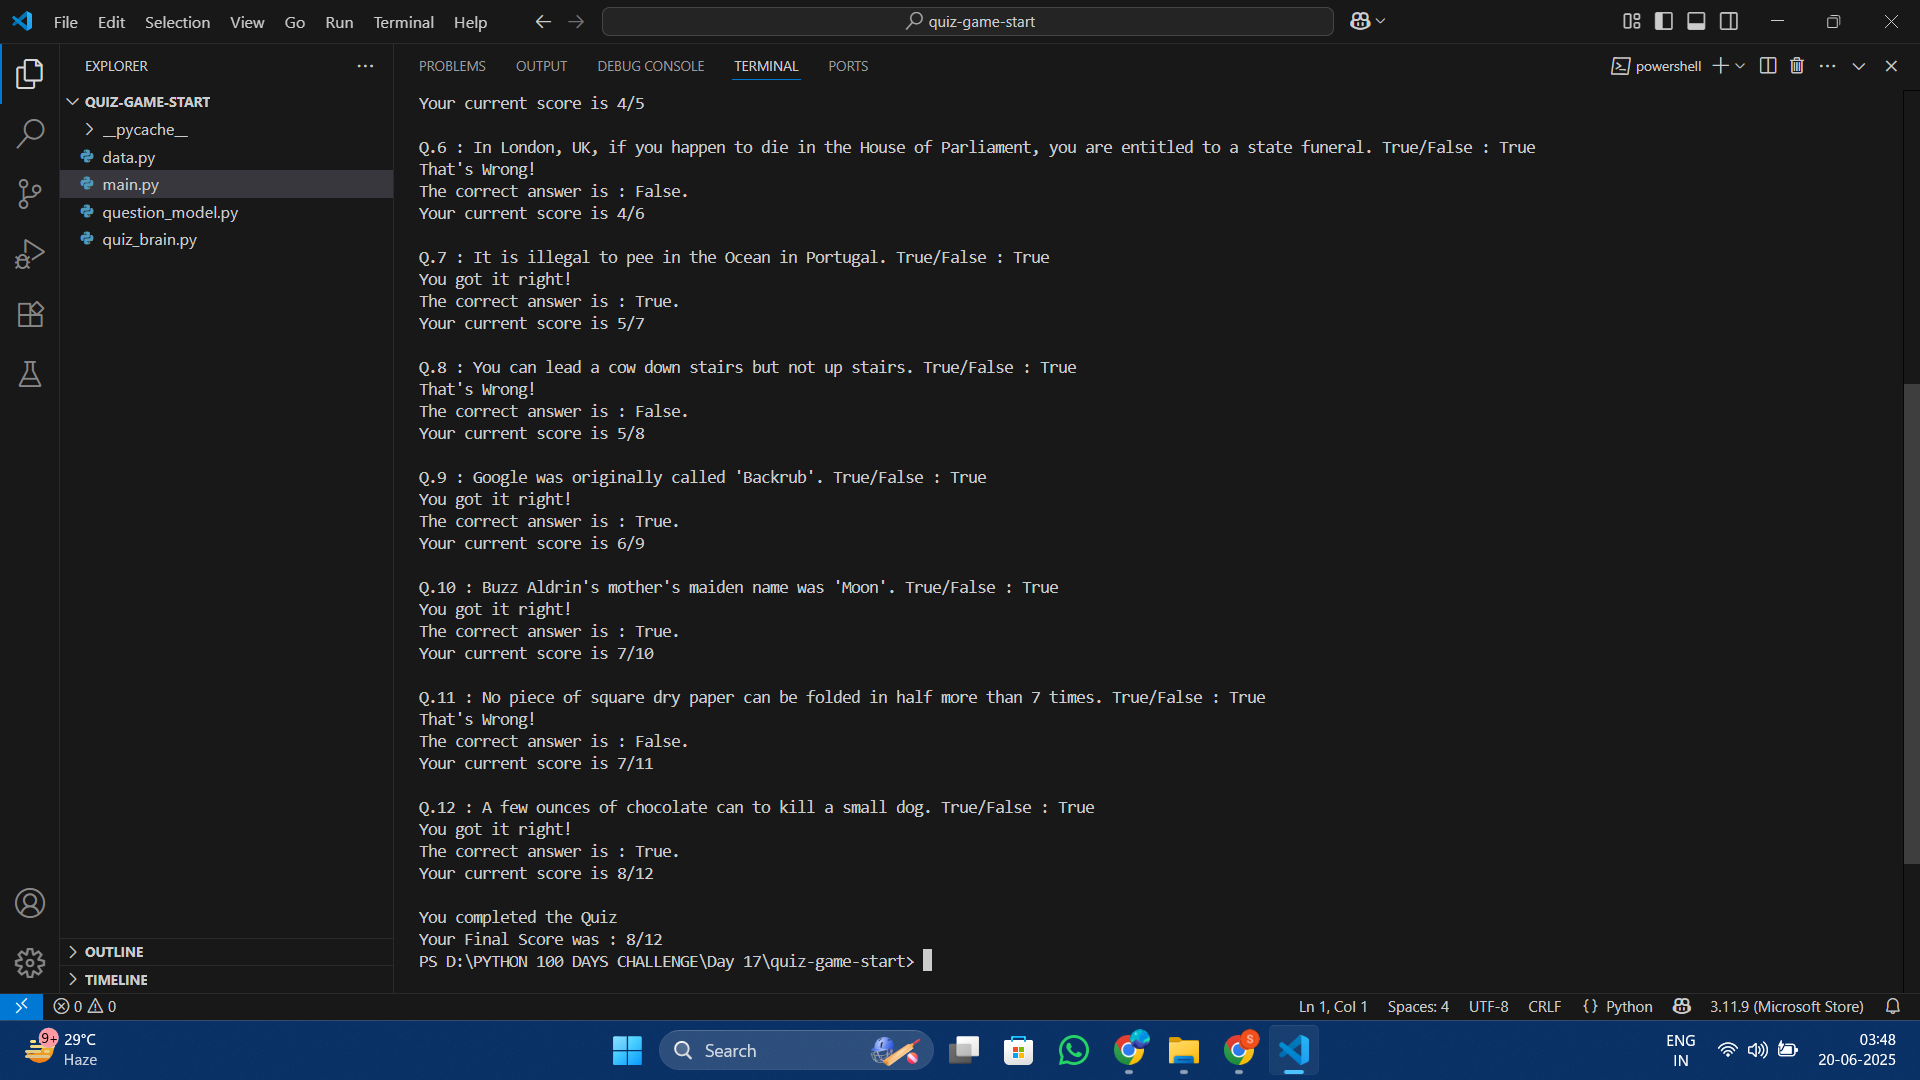 File Edit Selection View Go Run Terminal Help
quiz-game-start
EXPLORER
QUIZ-GAME-START
__pycache__
data.py
main.py
question_model.py
quiz_brain.py
OUTLINE
TIMELINE
PROBLEMS OUTPUT DEBUG CONSOLE TERMINAL PORTS
powershell
Your current score is 4/5
Q.6 : In London, UK, if you happen to die in the House of Parliament, you are entitled to a state funeral. True/False : True
That's Wrong!
The correct answer is : False.
Your current score is 4/6
Q.7 : It is illegal to pee in the Ocean in Portugal. True/False : True
You got it right!
The correct answer is : True.
Your current score is 5/7
Q.8 : You can lead a cow down stairs but not up stairs. True/False : True
That's Wrong!
The correct answer is : False.
Your current score is 5/8
Q.9 : Google was originally called 'Backrub'. True/False : True
You got it right!
The correct answer is : True.
Your current score is 6/9
Q.10 : Buzz Aldrin's mother's maiden name was 'Moon'. True/False : True
You got it right!
The correct answer is : True.
Your current score is 7/10
Q.11 : No piece of square dry paper can be folded in half more than 7 times. True/False : True
That's Wrong!
The correct answer is : False.
Your current score is 7/11
Q.12 : A few ounces of chocolate can to kill a small dog. True/False : True
You got it right!
The correct answer is : True.
Your current score is 8/12
You completed the Quiz
Your Final Score was : 8/12
PS D:\PYTHON 100 DAYS CHALLENGE\Day 17\quiz-game-start>
0 0
Ln 1, Col 1 Spaces: 4 UTF-8 CRLF {} Python 3.11.9 (Microsoft Store)
9+
29°C
Haze
Search
S
ENG
IN
03:48
20-06-2025